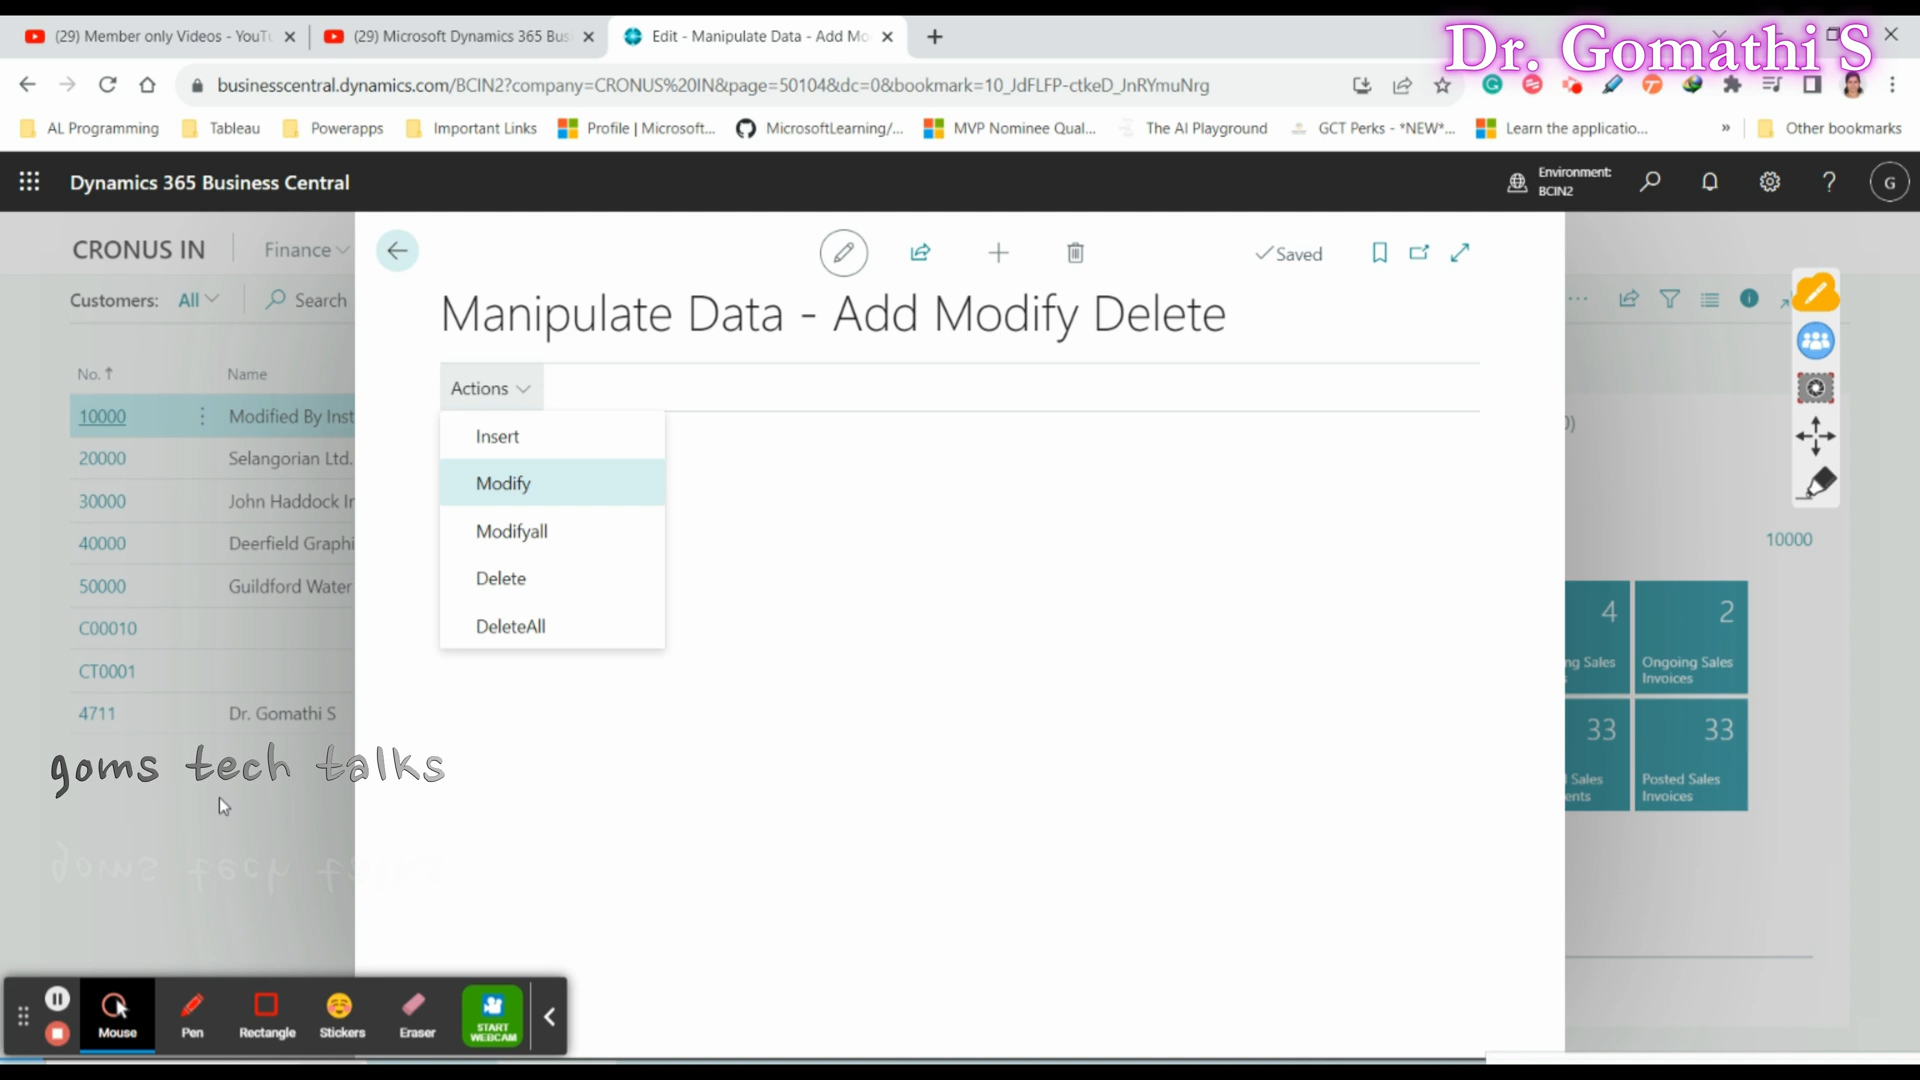 (29) Member only Videos - YouTu
(29) Microsoft Dynamics 365 Bus
Edit - Manipulate Data - Add Mo
Dr. Gomathi S
businesscentral.dynamics.com/BCIN2?company=CRONUS%20IN&page=50104&dc=0&bookmark=10_JdFLFP-ctkeD_JnRYmuNrg
AL Programming
Tableau
Powerapps
Important Links
Profile | Microsoft...
MicrosoftLearning/...
MVP Nominee Qual...
The AI Playground
GCT Perks - *NEW*...
Learn the applicatio...
»
Other bookmarks
Dynamics 365 Business Central
Environment:
BCIN2
G
CRONUS IN
Finance
Saved
Customers: All
Search
Manipulate Data - Add Modify Delete
No. ↑
Name
Actions
10000
Modified By Inst
Insert
20000
Selangorian Ltd.
Modify
30000
John Haddock In
Modifyall
40000
Deerfield Graphi
10000
50000
Guildford Water
Delete
C00010
DeleteAll
CT0001
4711
Dr. Gomathi S
4
ng Sales
2
Ongoing Sales
Invoices
33
Sales
ents
33
Posted Sales
Invoices
goms tech talks
Mouse
Pen
Rectangle
Stickers
Eraser
START
WEBCAM